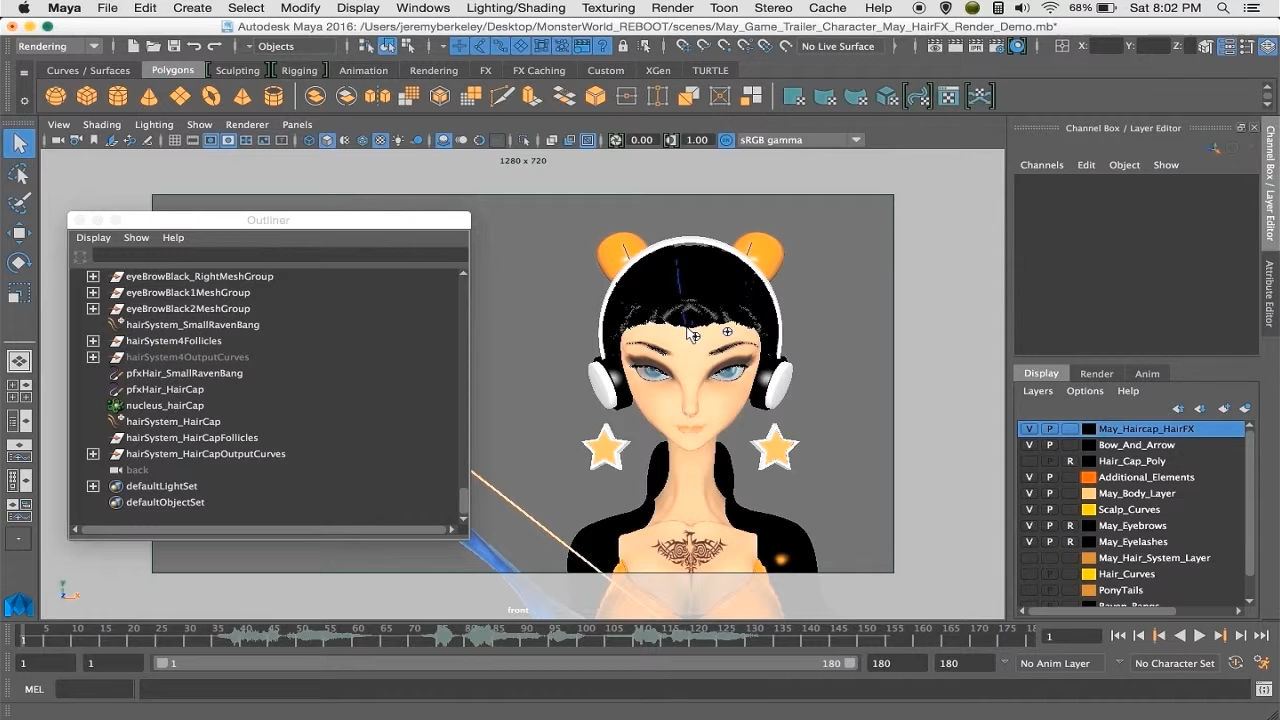 Maya File Edit Create Select Modify Display Windows Lighting/Shading Texturing Render Toon Stereo Cache Help 68% Sat 8:02 PM
Autodesk Maya 2016: /Users/jeremyberkeley/Desktop/MonsterWorld_REBOOT/scenes/May_Game_Trailer_Character_May_HairFX_Render_Demo.mb*
Rendering Objects No Live Surface X: Y: Z:
Curves / Surfaces Polygons Sculpting Rigging Animation Rendering FX FX Caching Custom XGen TURTLE
View Shading Lighting Show Renderer Panels
0.00 1.00 sRGB gamma
Channel Box / Layer Editor
Channels Edit Object Show
1280 x 720
Outliner
Display Show Help
eyeBrowBlack_RightMeshGroup
eyeBrowBlack1MeshGroup
eyeBrowBlack2MeshGroup
hairSystem_SmallRavenBang
hairSystem4Follicles
hairSystem4OutputCurves
pfxHair_SmallRavenBang
pfxHair_HairCap
nucleus_hairCap
hairSystem_HairCap
hairSystem_HairCapFollicles
hairSystem_HairCapOutputCurves
back
defaultLightSet
defaultObjectSet
Channel Box / Layer Editor
Attribute Editor
Display Render Anim
Layers Options Help
V P May_Haircap_HairFX
V P Bow_And_Arrow
R Hair_Cap_Poly
V P Additional_Elements
V P May_Body_Layer
V P Scalp_Curves
V P R May_Eyebrows
V P R May_Eyelashes
P May_Hair_System_Layer
Hair_Curves
P PonyTails
front
1 5 10 15 20 25 30 35 40 45 50 55 60 65 70 75 80 85 90 95 100 105 110 115 120 125 130 135 140 145 150 155 160 165 170 175 1
1
1 1 1 180 180 180 No Anim Layer No Character Set
MEL